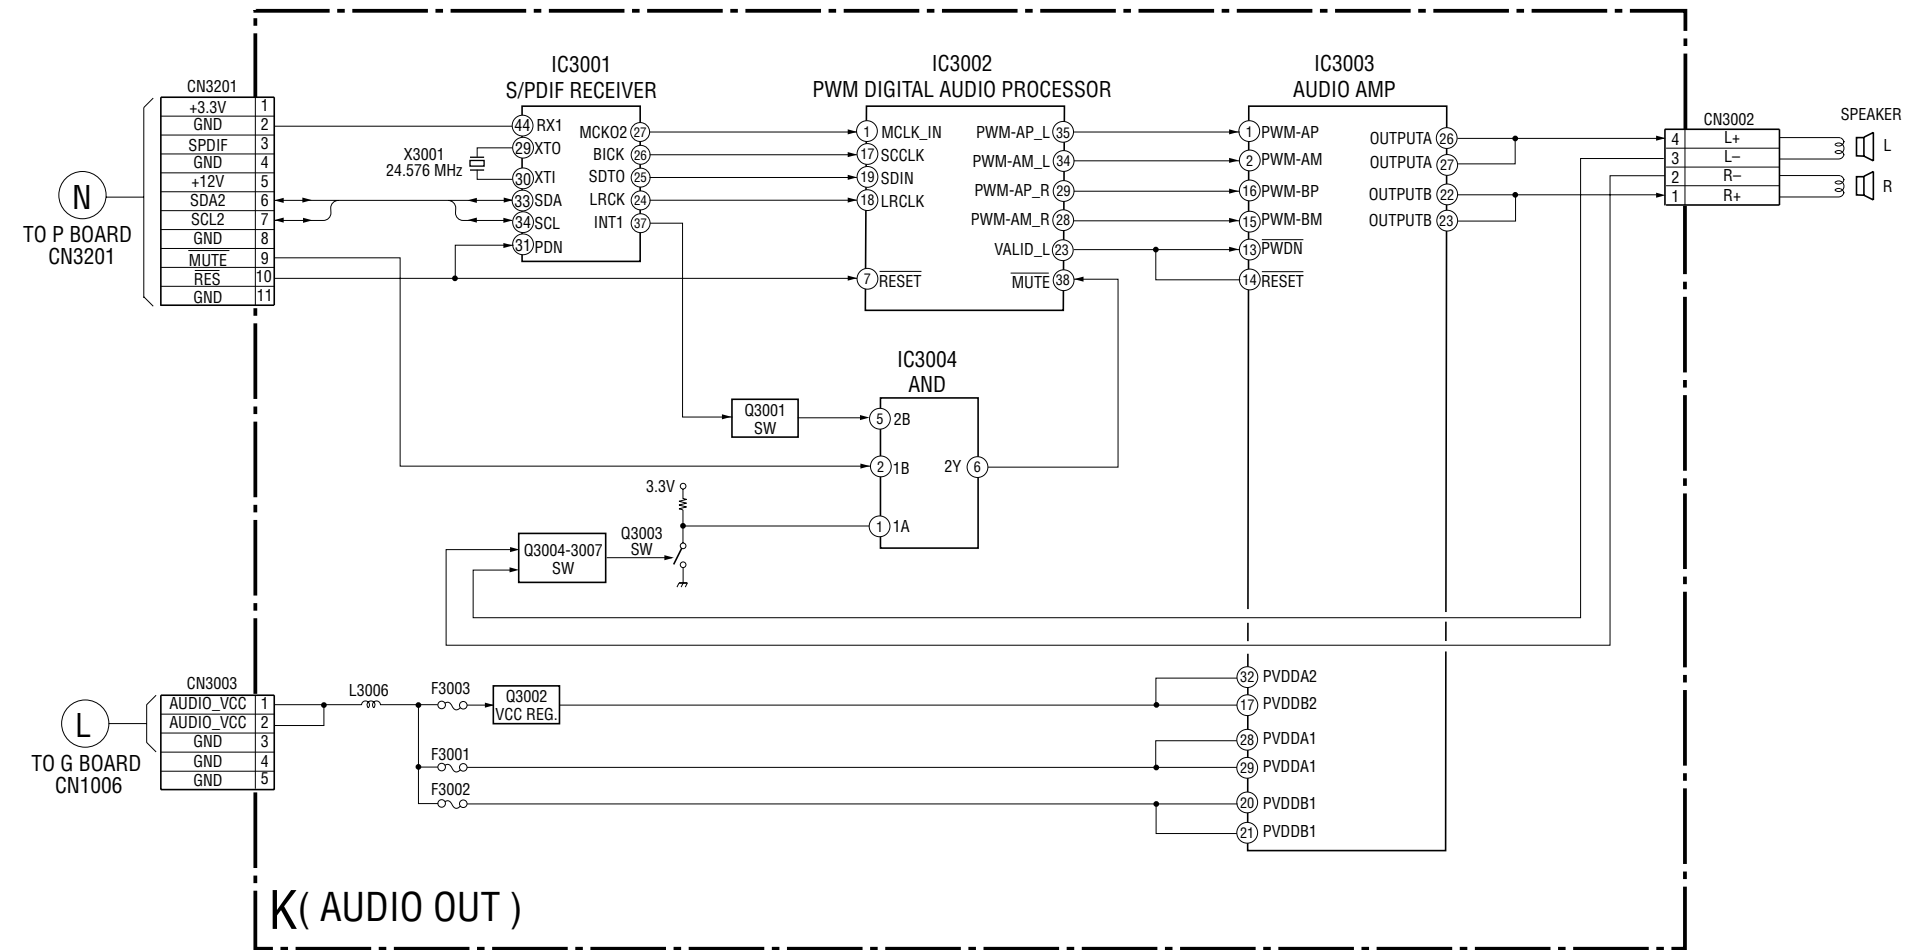 N
TO P BOARD
CN3201
CN3201
+3.3V 1
GND 2
SPDIF 3
GND 4
+12V 5
SDA2 6
SCL2 7
GND 8
MUTE 9
RES 10
GND 11
X3001
24.576 MHz
IC3001
S/PDIF RECEIVER
44 RX1
29 XTO
30 XTI
33 SDA
34 SCL
31 PDN
MCKO2 27
BICK 26
SDTO 25
LRCK 24
INT1 37
IC3002
PWM DIGITAL AUDIO PROCESSOR
1 MCLK_IN
17 SCCLK
19 SDIN
18 LRCLK
7 RESET
PWM-AP_L 35
PWM-AM_L 34
PWM-AP_R 29
PWM-AM_R 28
VALID_L 23
MUTE 38
IC3003
AUDIO AMP
1 PWM-AP
2 PWM-AM
16 PWM-BP
15 PWM-BM
13 PWDN
14 RESET
OUTPUTA 26
OUTPUTA 27
OUTPUTB 22
OUTPUTB 23
CN3002
4 L+
3 L–
2 R–
1 R+
SPEAKER
L
R
IC3004
AND
Q3001
SW
5 2B
2 1B
1 1A
2Y 6
3.3V
Q3003
SW
Q3004-3007
SW
L
TO G BOARD
CN1006
CN3003
AUDIO_VCC 1
AUDIO_VCC 2
GND 3
GND 4
GND 5
L3006
F3003
Q3002
VCC REG.
F3001
F3002
32 PVDDA2
17 PVDDB2
28 PVDDA1
29 PVDDA1
20 PVDDB1
21 PVDDB1
K( AUDIO OUT )